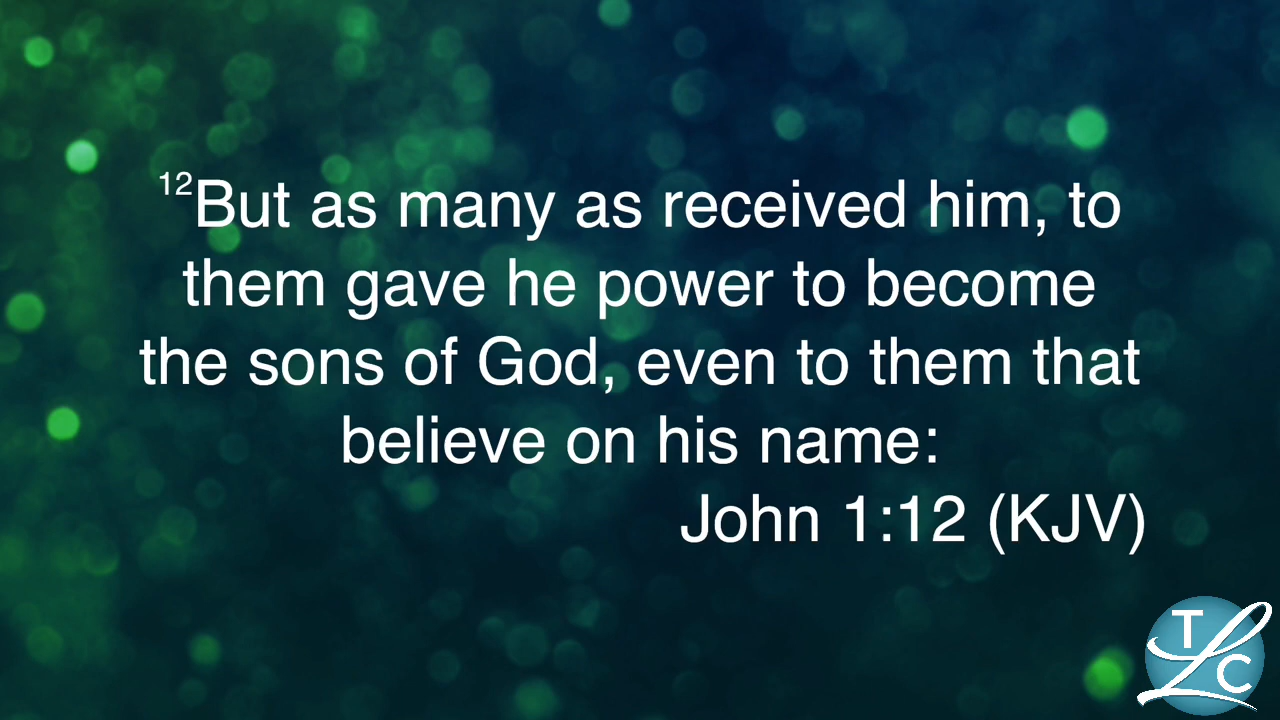 12But as many as received him, to
them gave he power to become
the sons of God, even to them that
believe on his name:
John 1:12 (KJV)
TLC